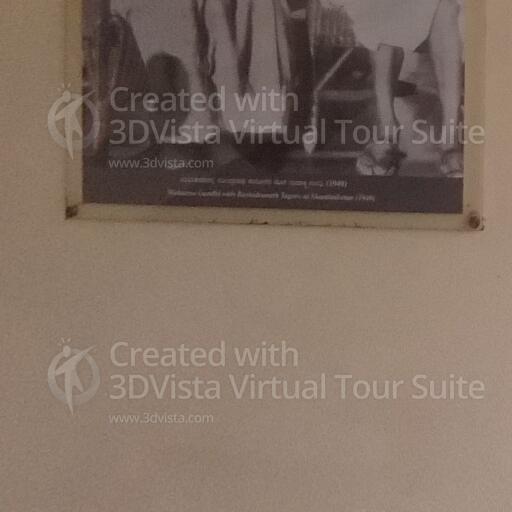 Created with
3DVista Virtual Tour Suite
www.3dvista.com
(1940)
Mahatma Gandhi with Rabindranath Tagore at Shantiniketan (1940)
Created with
3DVista Virtual Tour Suite
www.3dvista.com